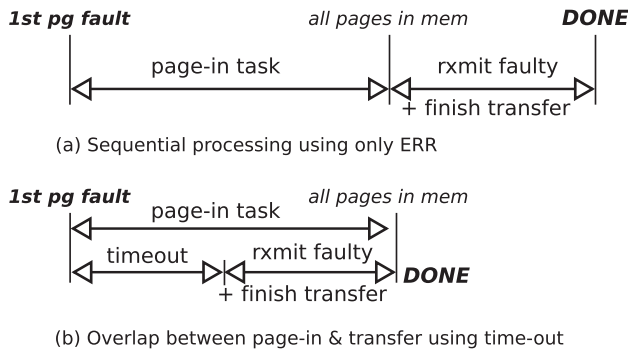 1st pg fault all pages in mem DONE
page-in task rxmit faulty
+ finish transfer
(a) Sequential processing using only ERR
1st pg fault all pages in mem
page-in task
timeout rxmit faulty
DONE
+ finish transfer
(b) Overlap between page-in & transfer using time-out